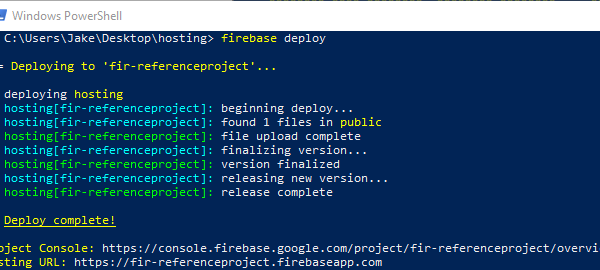 Windows PowerShell
C:\Users\Jake\Desktop\hosting> firebase deploy
= Deploying to 'fir-referenceproject'...
deploying hosting
hosting[fir-referenceproject]: beginning deploy...
hosting[fir-referenceproject]: found 1 files in public
hosting[fir-referenceproject]: file upload complete
hosting[fir-referenceproject]: finalizing version...
hosting[fir-referenceproject]: version finalized
hosting[fir-referenceproject]: releasing new version...
hosting[fir-referenceproject]: release complete
Deploy complete!
oject Console: https://console.firebase.google.com/project/fir-referenceproject/overvi
sting URL: https://fir-referenceproject.firebaseapp.com